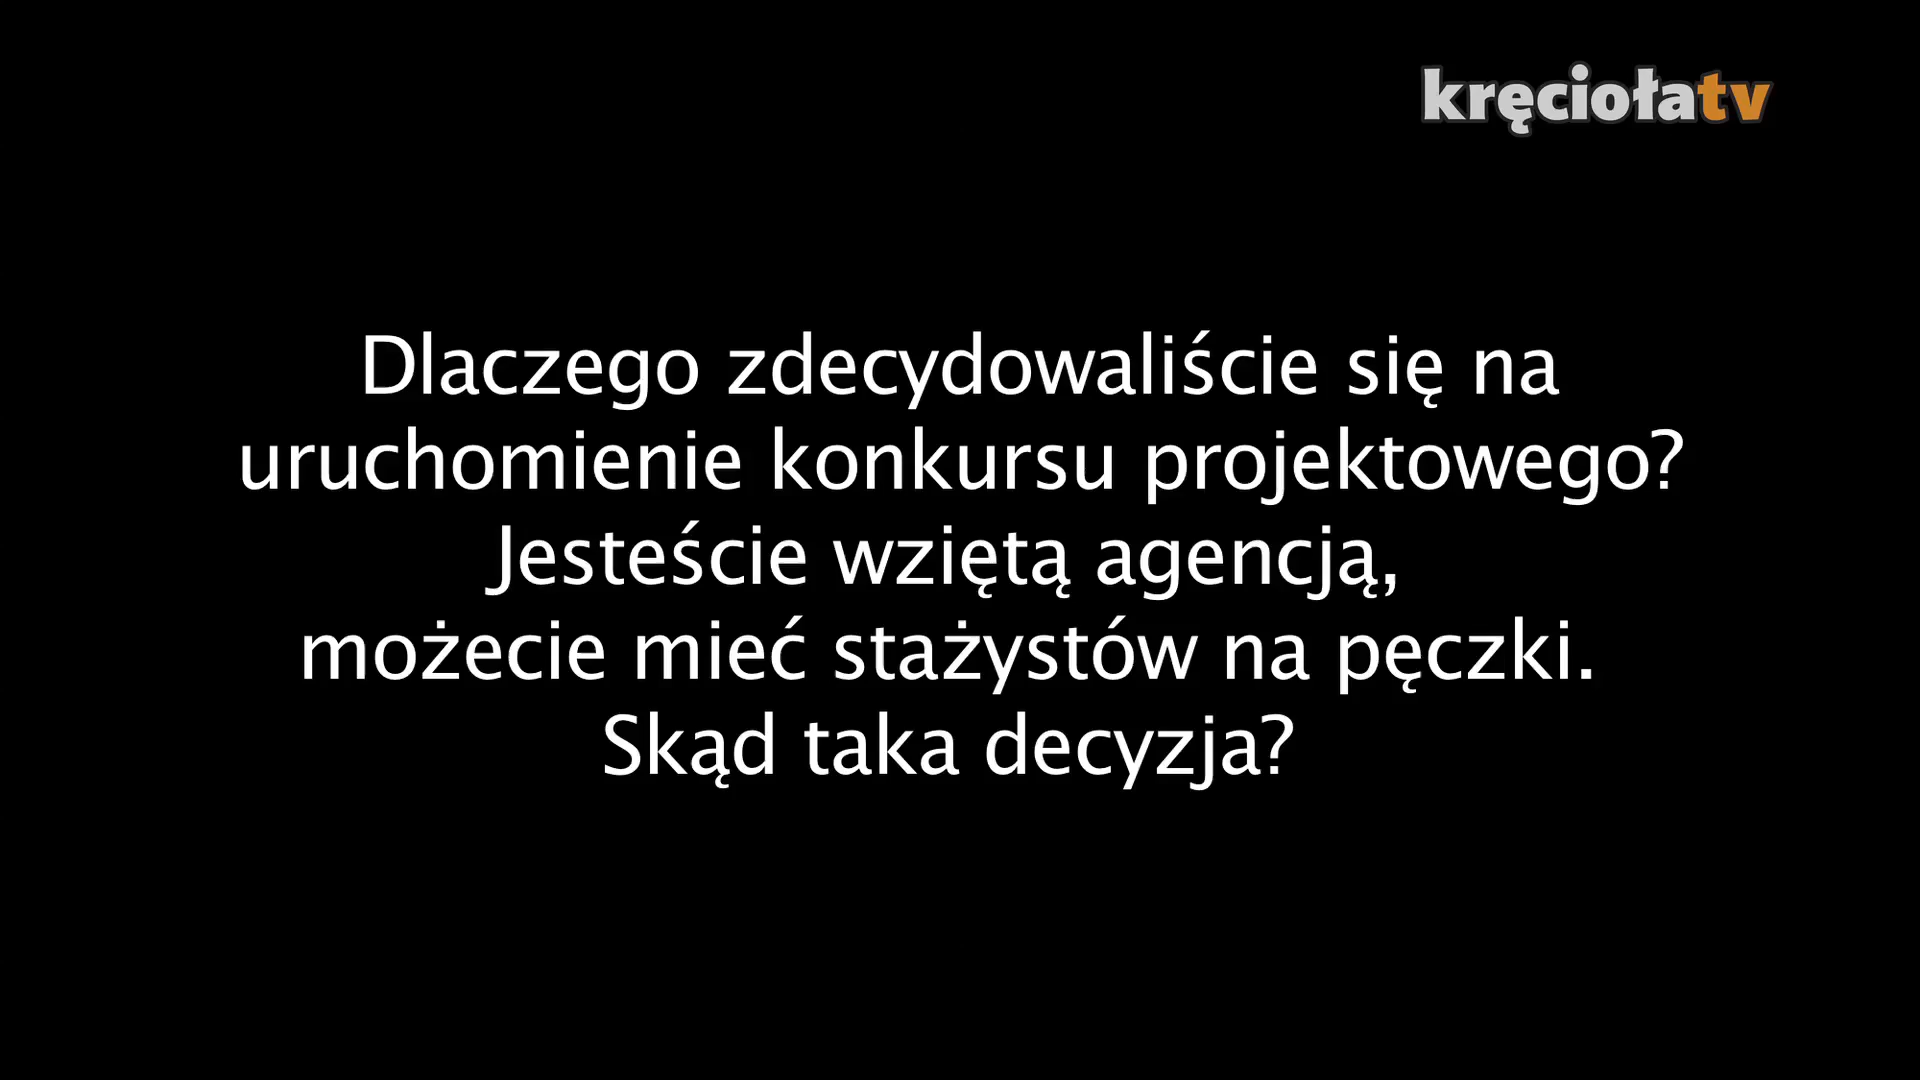 kręciołatv
Dlaczego zdecydowaliście się na
uruchomienie konkursu projektowego?
Jesteście wziętą agencją,
możecie mieć stażystów na pęczki.
Skąd taka decyzja?